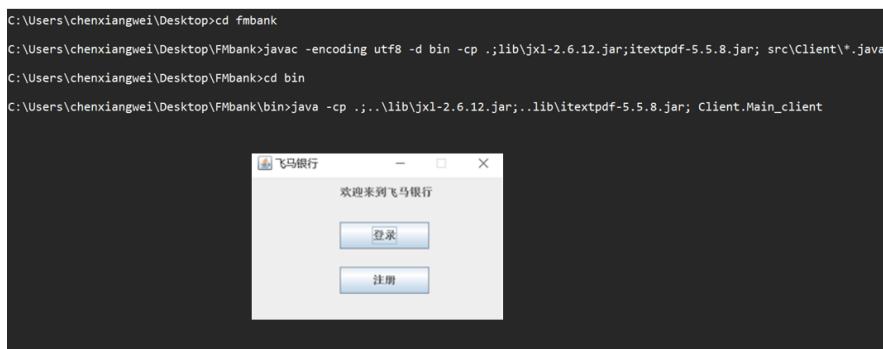 C:\Users\chenxiangwei\Desktop>cd fmbank
C:\Users\chenxiangwei\Desktop\FMbank>javac -encoding utf8 -d bin -cp .;lib\jxl-2.6.12.jar;itextpdf-5.5.8.jar; src\Client\*.java
C:\Users\chenxiangwei\Desktop\FMbank>cd bin
C:\Users\chenxiangwei\Desktop\FMbank\bin>java -cp .;..\lib\jxl-2.6.12.jar;..lib\itextpdf-5.5.8.jar; Client.Main_client
飞马银行
欢迎来到飞马银行
登录
注册